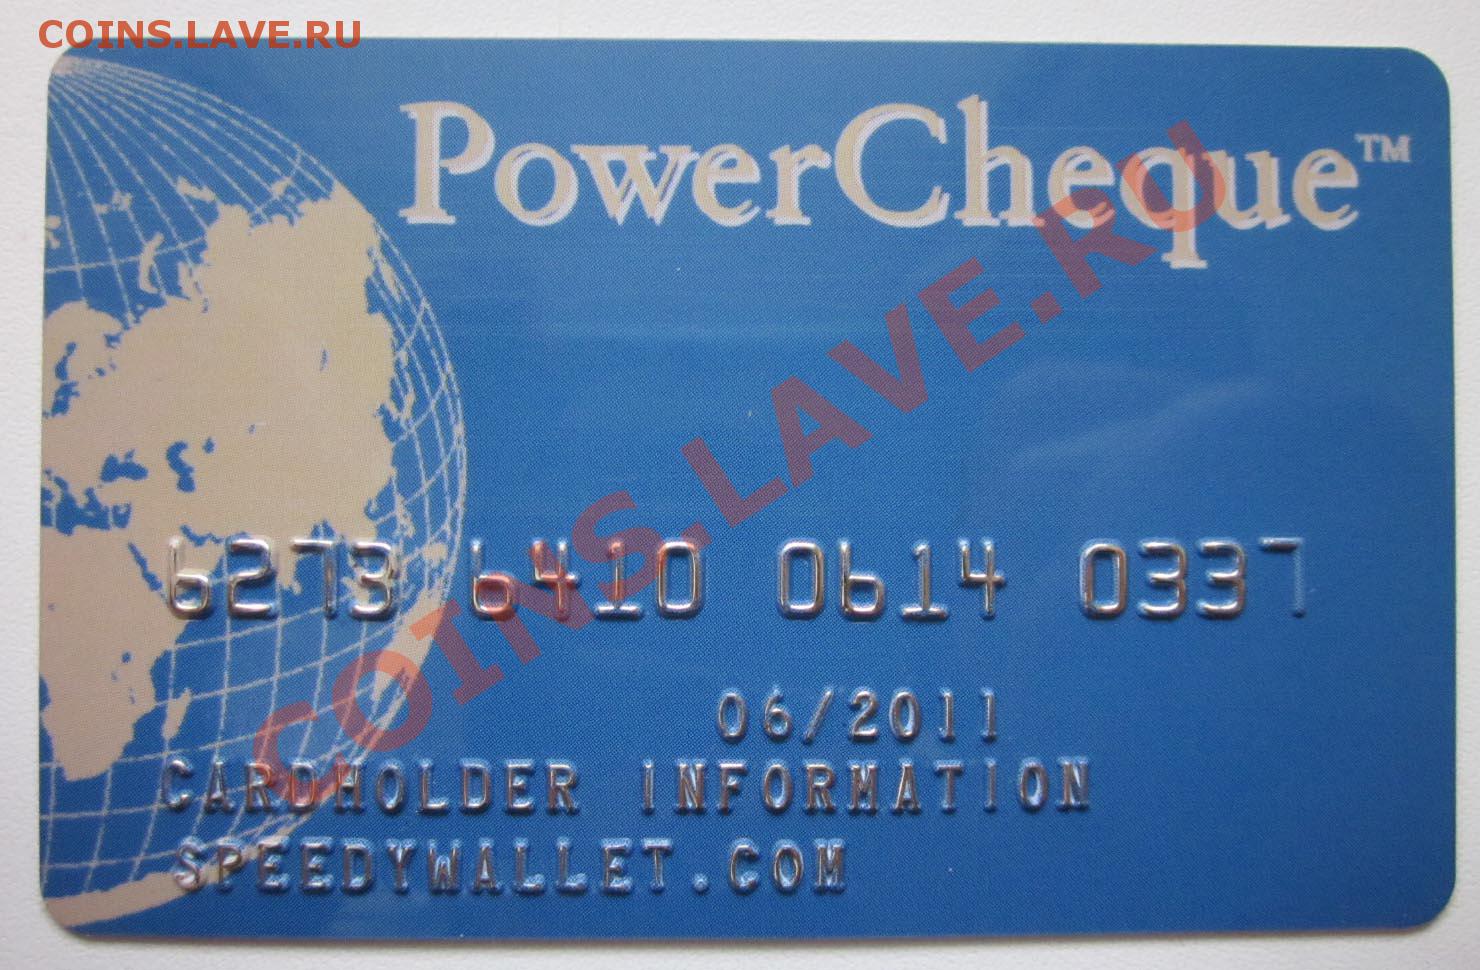 COINS.LAVE.RU
PowerCheque™
COINS.LAVE.RU
6273 6410 0614 0337
06/2011
CARDHOLDER INFORMATION
SPEEDYWALLET.COM